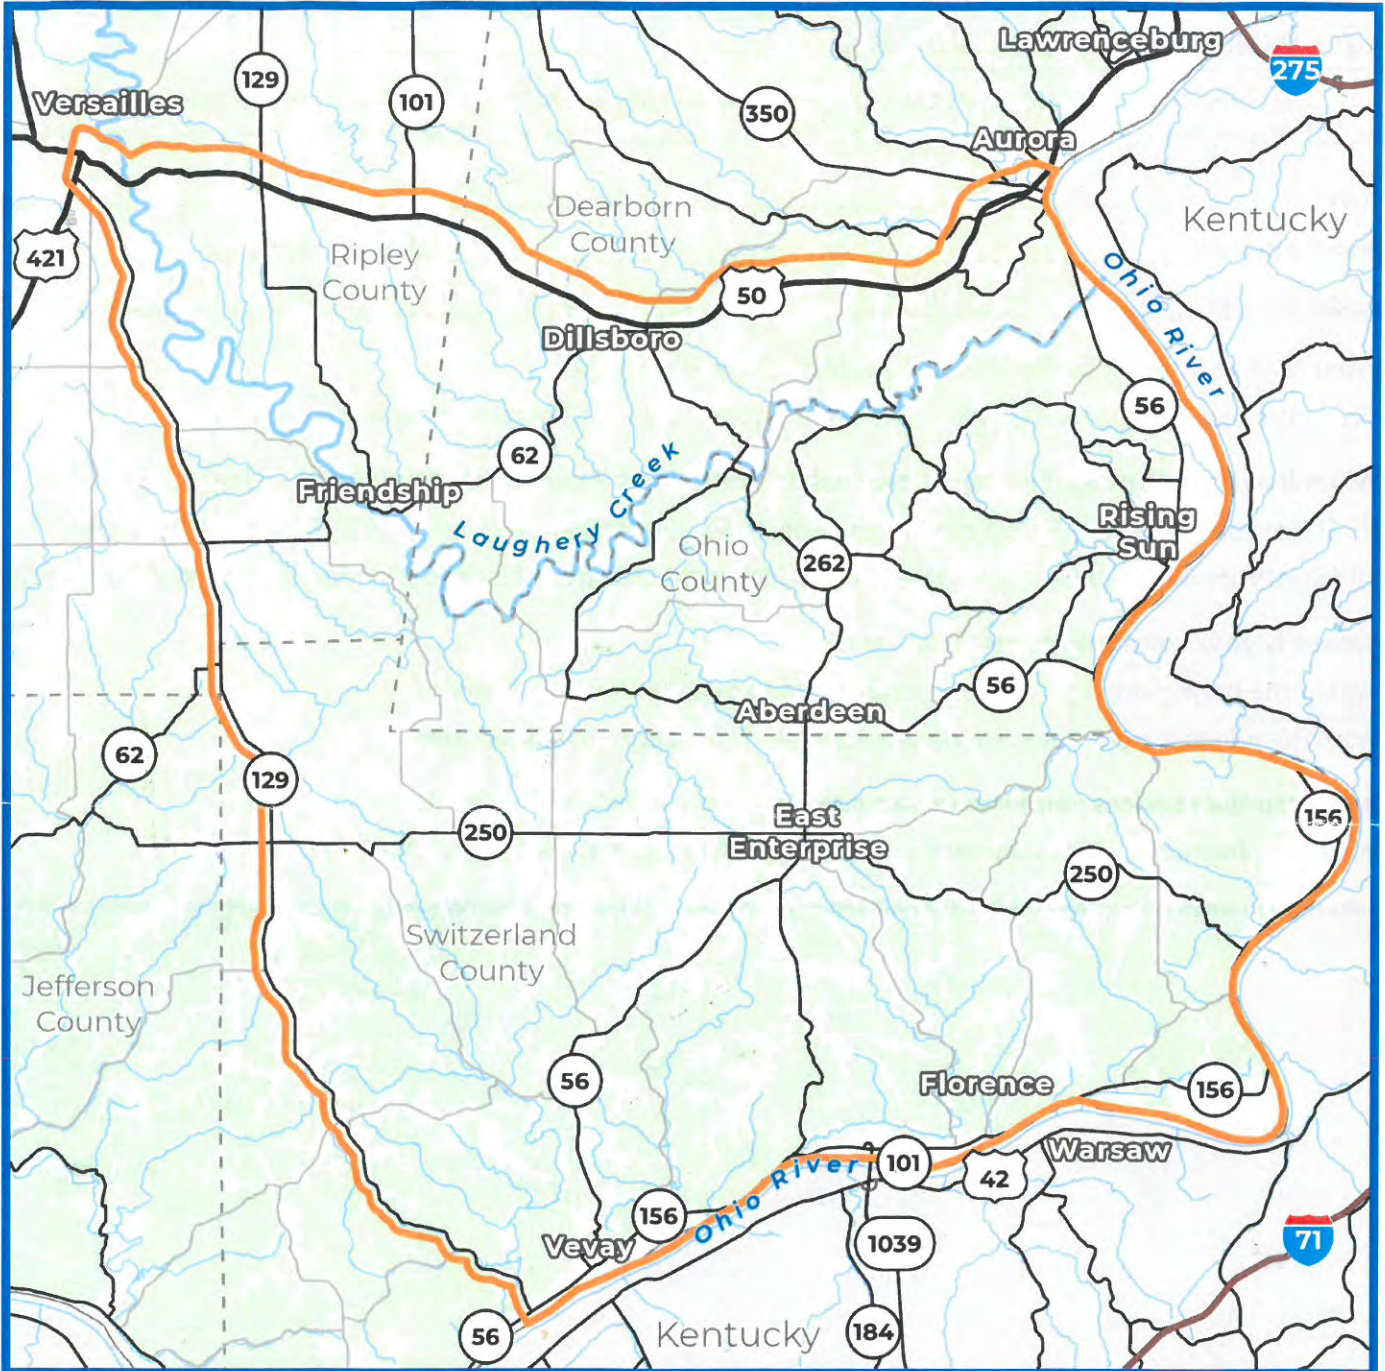 Lawrenceburg
275
129
101
Versailles
350
Aurora
Dearborn
County
Kentucky
421
Ripley
County
Ohio River
50
Dillsboro
56
62
Laughery Creek
Friendship
Rising
Sun
Ohio
County
262
56
Aberdeen
62
129
East
Enterprise
156
250
250
Switzerland
County
Jefferson
County
56
Florence
156
Warsaw
101
42
Ohio River
156
Vevay
1039
71
56
Kentucky
184